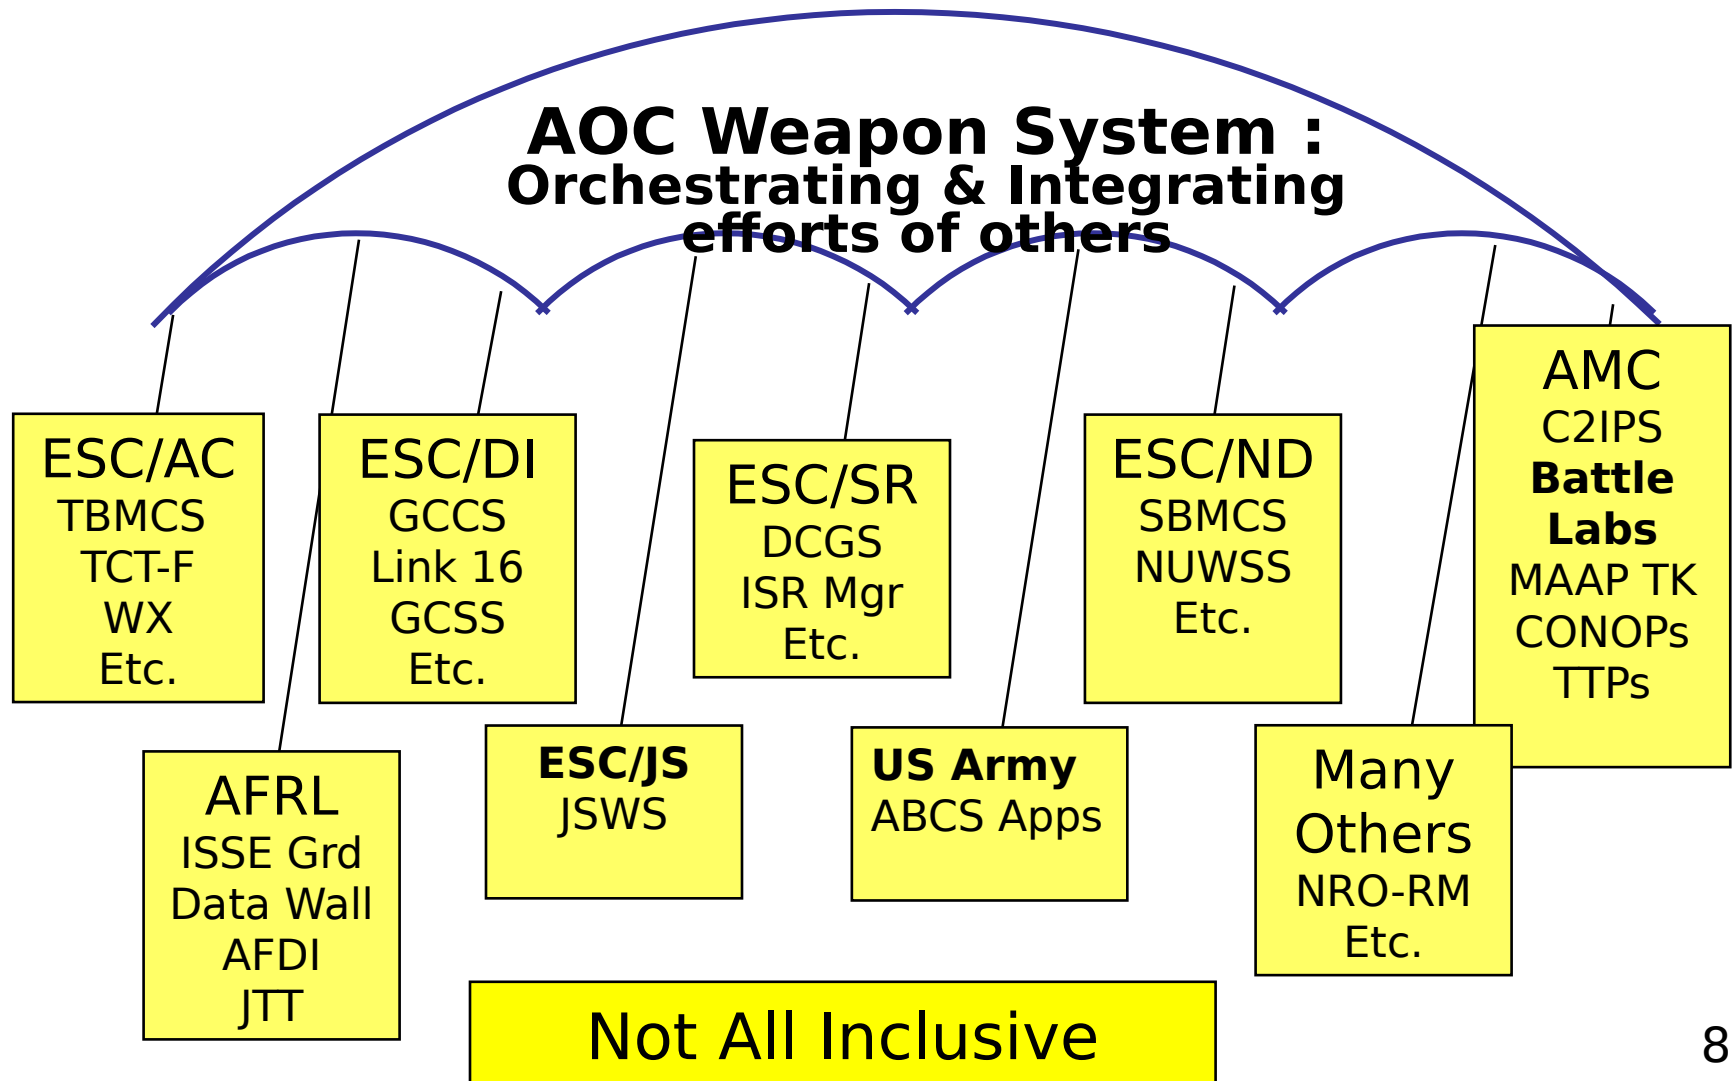 AOC Weapon System :
Orchestrating & Integrating
efforts of others
ESC/AC
TBMCS
TCT-F
WX
Etc.
ESC/DI
GCCS
Link 16
GCSS
Etc.
ESC/SR
DCGS
ISR Mgr
Etc.
ESC/ND
SBMCS
NUWSS
Etc.
AMC
C2IPS
Battle
Labs
MAAP TK
CONOPs
TTPs
AFRL
ISSE Grd
Data Wall
AFDI
JTT
ESC/JS
JSWS
US Army
ABCS Apps
Many
Others
NRO-RM
Etc.
Not All Inclusive
8